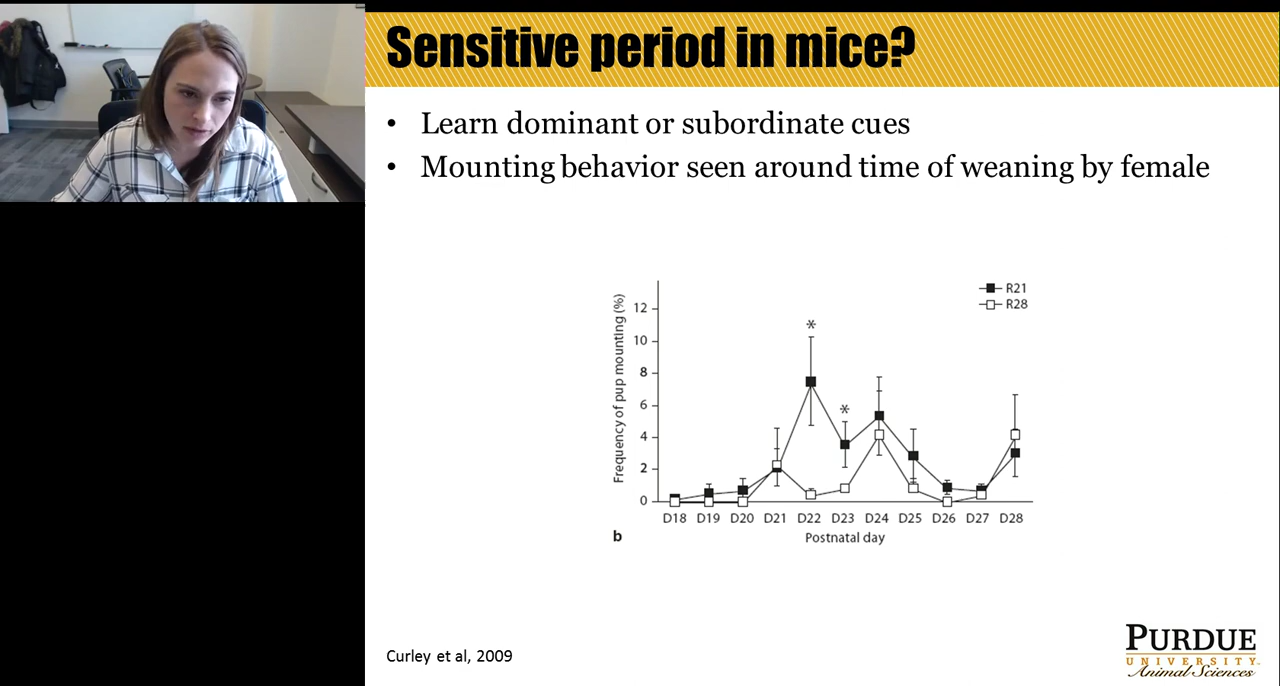 Sensitive period in mice?
• Learn dominant or subordinate cues
• Mounting behavior seen around time of weaning by female
R21
R28
Frequency of pup mounting (%)
12
10
8
6
4
2
0
*
*
D18 D19 D20 D21 D22 D23 D24 D25 D26 D27 D28
b
Postnatal day
Curley et al, 2009
PURDUE
UNIVERSITY
Animal Sciences